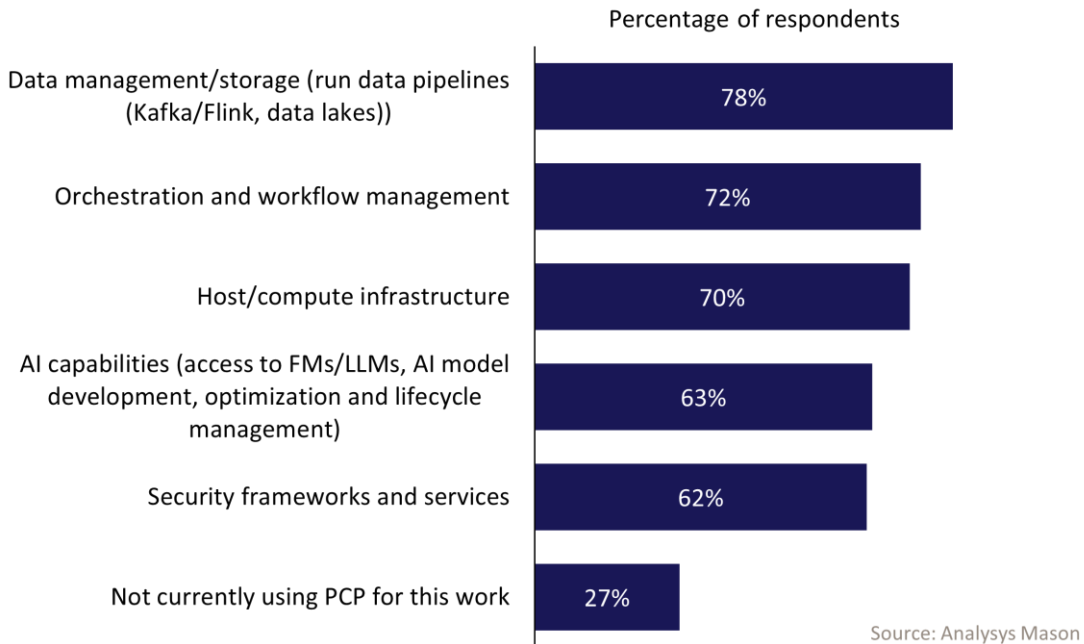 Percentage of respondents
Data management/storage (run data pipelines
(Kafka/Flink, data lakes))
78%
Orchestration and workflow management
72%
Host/compute infrastructure
70%
AI capabilities (access to FMs/LLMs, AI model
development, optimization and lifecycle
management)
63%
Security frameworks and services
62%
Not currently using PCP for this work
27%
Source: Analysys Mason